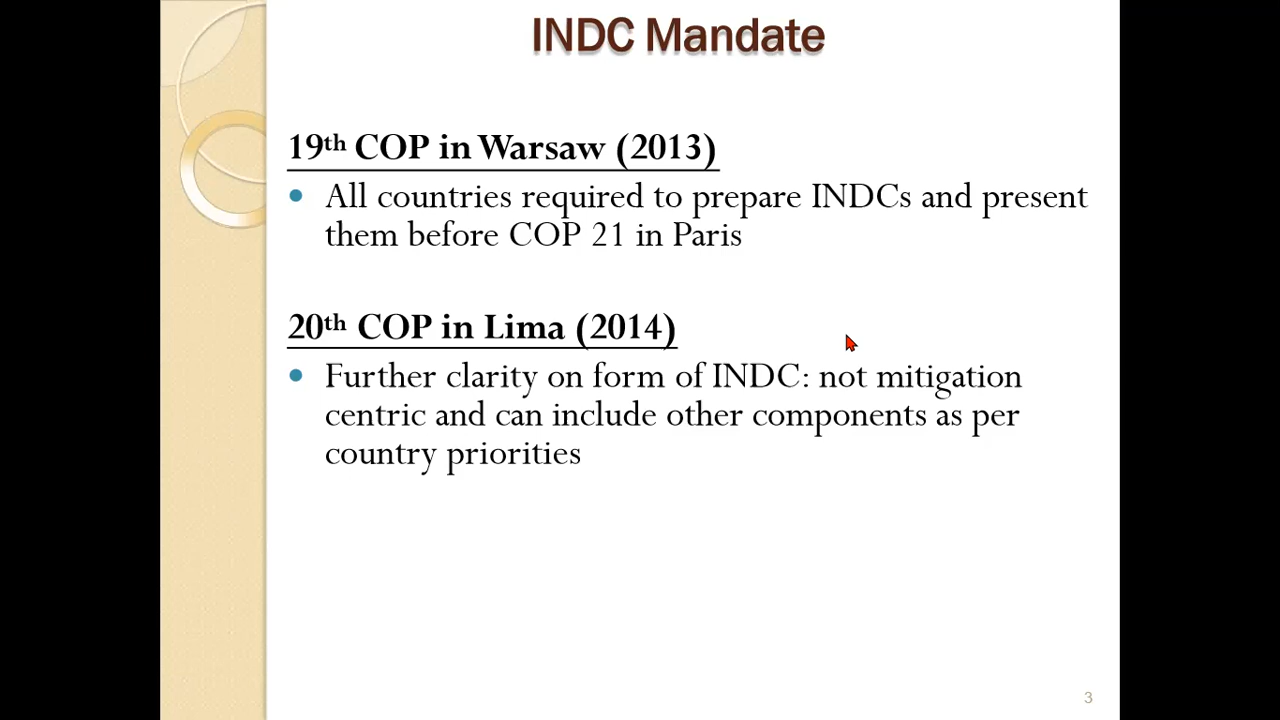 INDC Mandate
19th COP in Warsaw (2013)
• All countries required to prepare INDCs and present
them before COP 21 in Paris
20th COP in Lima (2014)
• Further clarity on form of INDC: not mitigation
centric and can include other components as per
country priorities
3